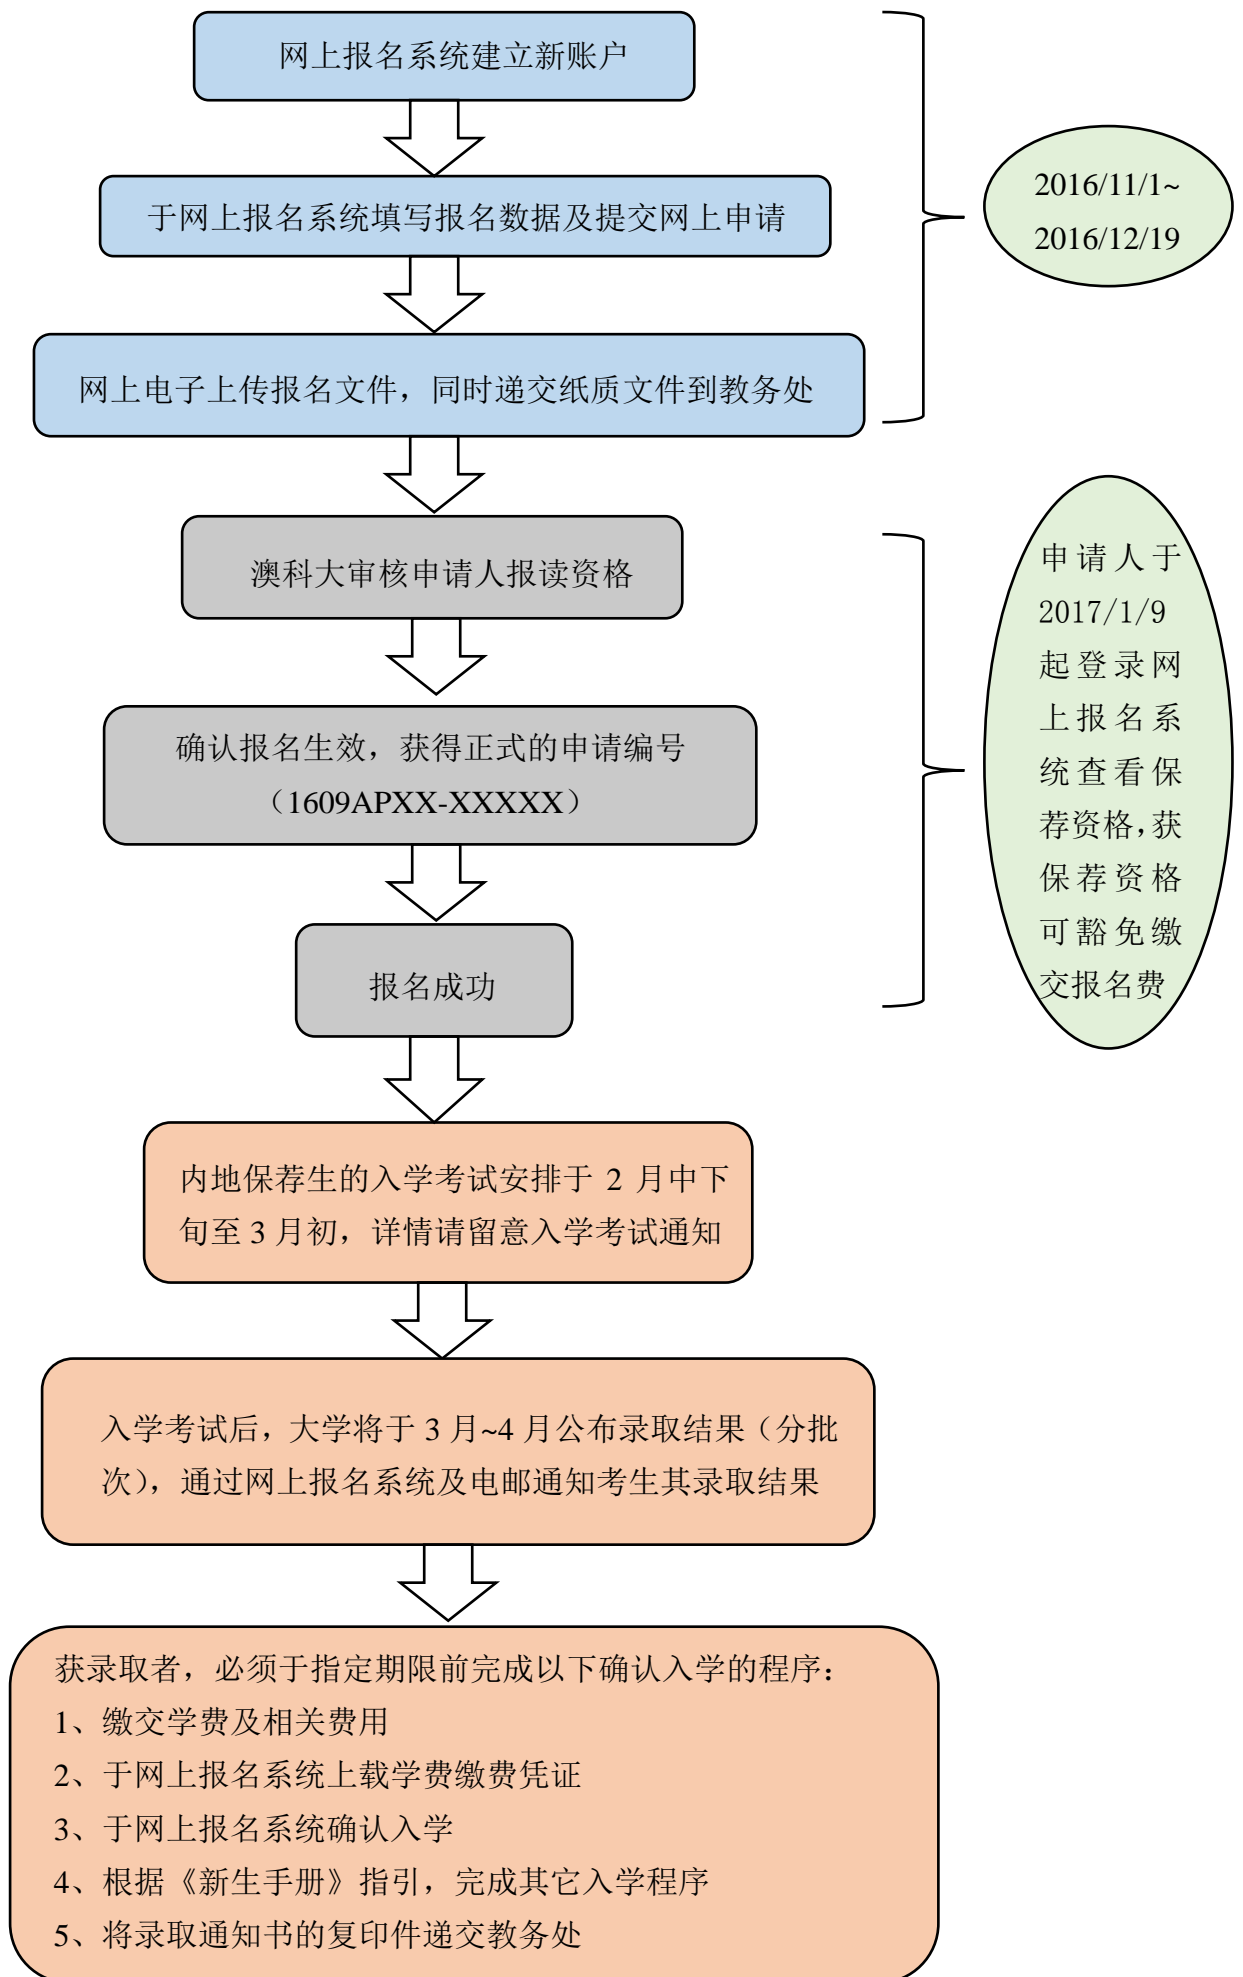 网上报名系统建立新账户
于网上报名系统填写报名数据及提交网上申请
网上电子上传报名文件，同时递交纸质文件到教务处
2016/11/1~
2016/12/19
澳科大审核申请人报读资格
确认报名生效，获得正式的申请编号
（1609APXX-XXXXX）
报名成功
申请人于
2017/1/9
起登录网
上报名系
统查看保
荐资格，获
保荐资格
可豁免缴
交报名费
内地保荐生的入学考试安排于 2 月中下
旬至 3 月初，详情请留意入学考试通知
入学考试后，大学将于 3 月~4 月公布录取结果（分批
次），通过网上报名系统及电邮通知考生其录取结果
获录取者，必须于指定期限前完成以下确认入学的程序：
1、缴交学费及相关费用
2、于网上报名系统上载学费缴费凭证
3、于网上报名系统确认入学
4、根据《新生手册》指引，完成其它入学程序
5、将录取通知书的复印件递交教务处